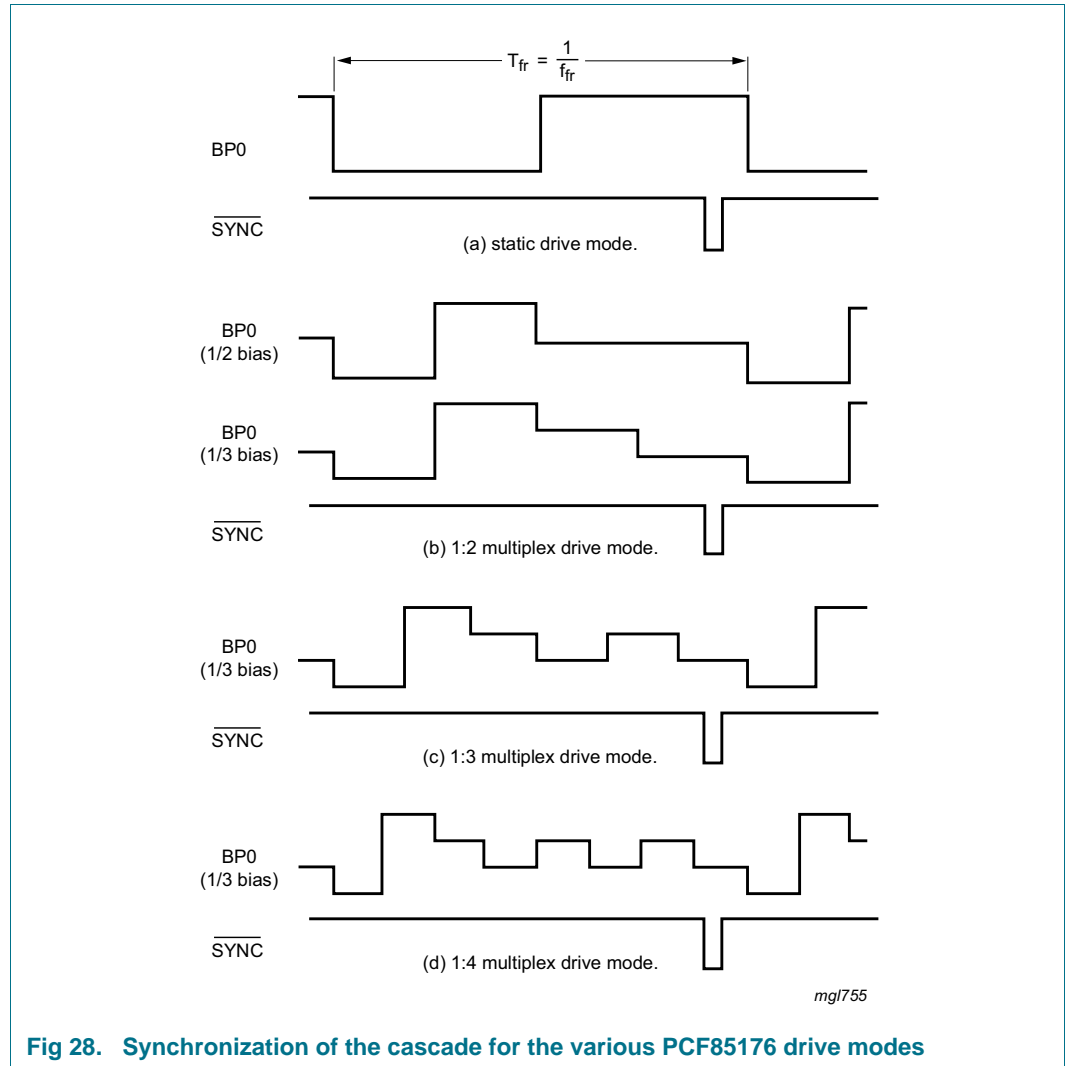 T_fr = 1/f_fr
BP0
SYNC
(a) static drive mode.
BP0
(1/2 bias)
BP0
(1/3 bias)
SYNC
(b) 1:2 multiplex drive mode.
BP0
(1/3 bias)
SYNC
(c) 1:3 multiplex drive mode.
BP0
(1/3 bias)
SYNC
(d) 1:4 multiplex drive mode.
mgl755
Fig 28. Synchronization of the cascade for the various PCF85176 drive modes